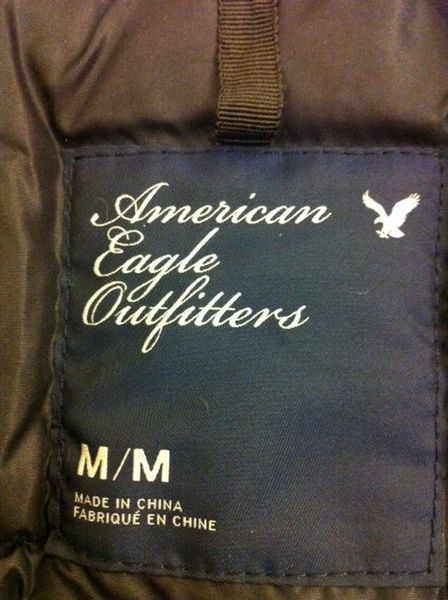 American
Eagle
Outfitters
M/M
MADE IN CHINA
FABRIQUÉ EN CHINE